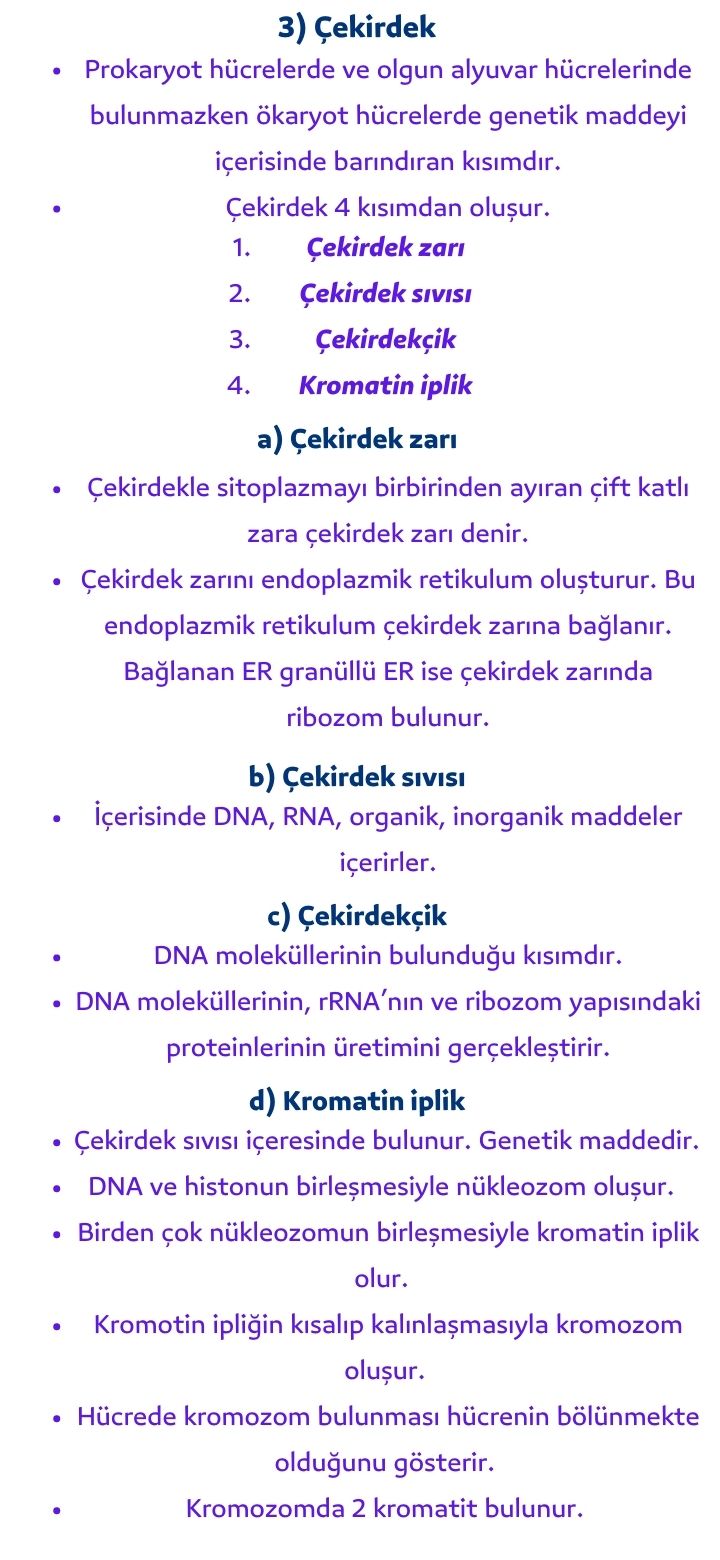 3) Çekirdek
• Prokaryot hücrelerde ve olgun alyuvar hücrelerinde
bulunmazken ökaryot hücrelerde genetik maddeyi
içerisinde barındıran kısımdır.
• Çekirdek 4 kısımdan oluşur.
1. Çekirdek zarı
2. Çekirdek sıvısı
3. Çekirdekçik
4. Kromatin iplik
a) Çekirdek zarı
• Çekirdekle sitoplazmayı birbirinden ayıran çift katlı
zara çekirdek zarı denir.
• Çekirdek zarını endoplazmik retikulum oluşturur. Bu
endoplazmik retikulum çekirdek zarına bağlanır.
Bağlanan ER granüllü ER ise çekirdek zarında
ribozom bulunur.
b) Çekirdek sıvısı
• İçerisinde DNA, RNA, organik, inorganik maddeler
içerirler.
c) Çekirdekçik
• DNA moleküllerinin bulunduğu kısımdır.
• DNA moleküllerinin, rRNA’nın ve ribozom yapısındaki
proteinlerinin üretimini gerçekleştirir.
d) Kromatin iplik
• Çekirdek sıvısı içeresinde bulunur. Genetik maddedir.
• DNA ve histonun birleşmesiyle nükleozom oluşur.
• Birden çok nükleozomun birleşmesiyle kromatin iplik
olur.
• Kromotin ipliğin kısalıp kalınlaşmasıyla kromozom
oluşur.
• Hücrede kromozom bulunması hücrenin bölünmekte
olduğunu gösterir.
• Kromozomda 2 kromatit bulunur.